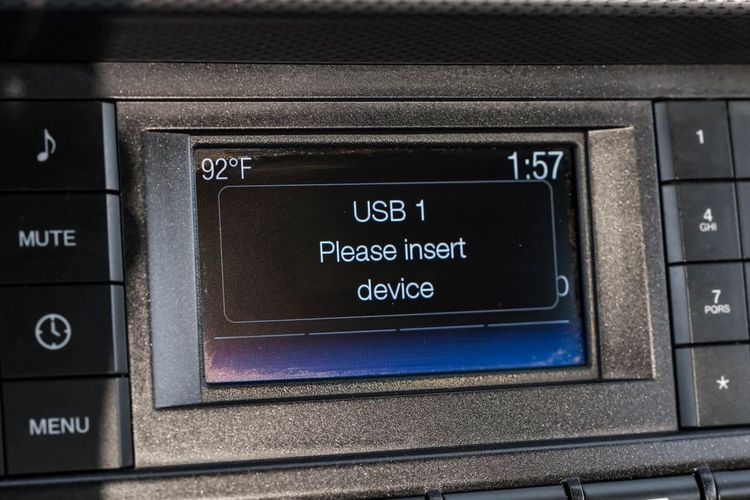 92°F 1:57
USB 1
Please insert
device
MUTE
MENU
1
4
GHI
7
PQRS
*